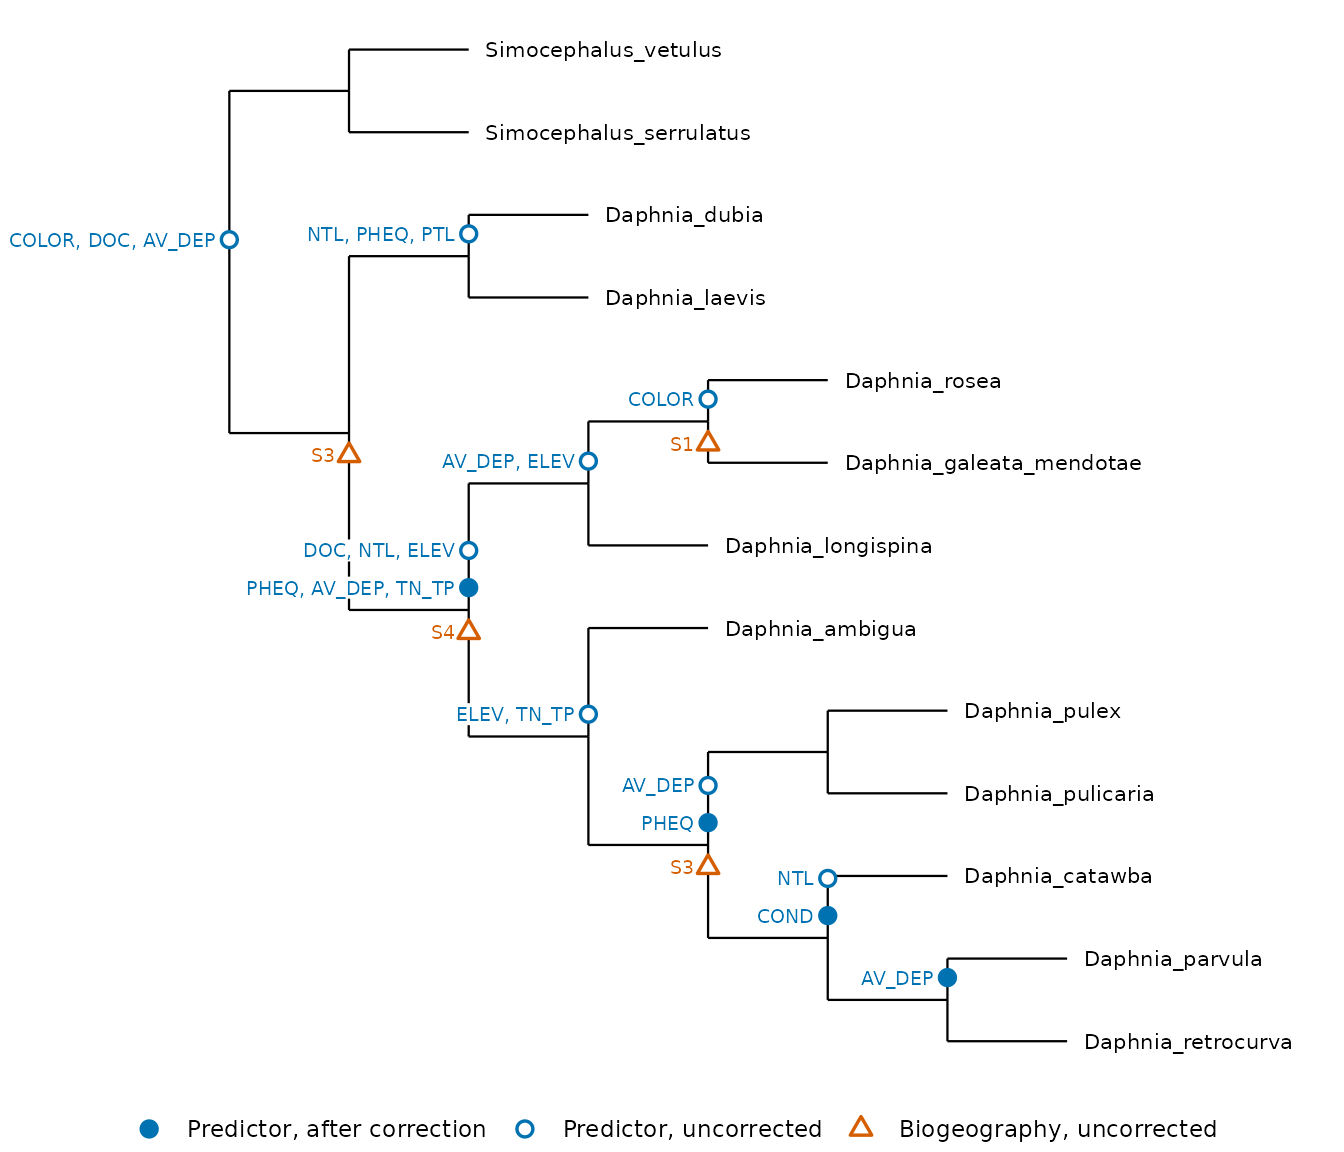 Simocephalus_vetulus
Simocephalus_serrulatus
Daphnia_dubia
NTL, PHEQ, PTL
COLOR, DOC, AV_DEP
Daphnia_laevis
Daphnia_rosea
COLOR
S1
S3
AV_DEP, ELEV
Daphnia_galeata_mendotae
Daphnia_longispina
DOC, NTL, ELEV
PHEQ, AV_DEP, TN_TP
S4
Daphnia_ambigua
Daphnia_pulex
ELEV, TN_TP
AV_DEP
Daphnia_pulicaria
PHEQ
S3
NTL
Daphnia_catawba
COND
Daphnia_parvula
AV_DEP
Daphnia_retrocurva
Predictor, after correction
Predictor, uncorrected
Biogeography, uncorrected